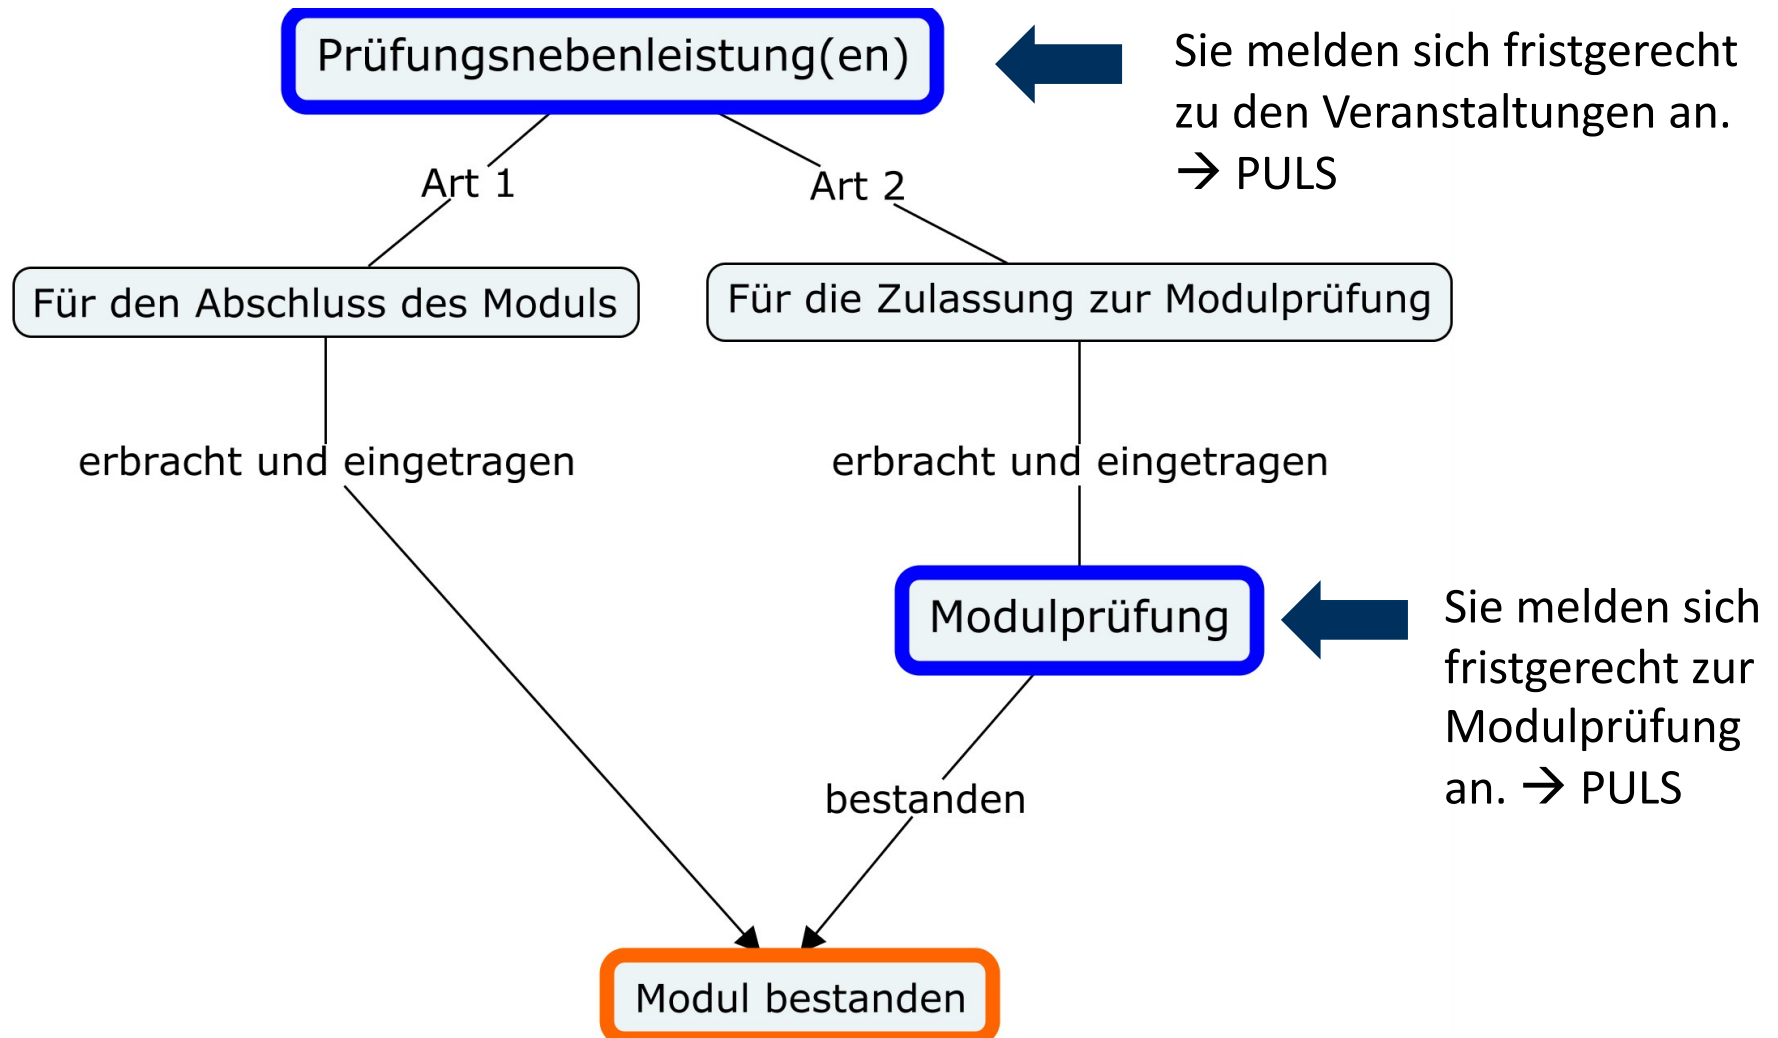 Prüfungsnebenleistung(en)
Sie melden sich fristgerecht
zu den Veranstaltungen an.
→ PULS
Art 1
Art 2
Für den Abschluss des Moduls
Für die Zulassung zur Modulprüfung
erbracht und eingetragen
erbracht und eingetragen
Modulprüfung
Sie melden sich
fristgerecht zur
Modulprüfung
an. → PULS
bestanden
Modul bestanden